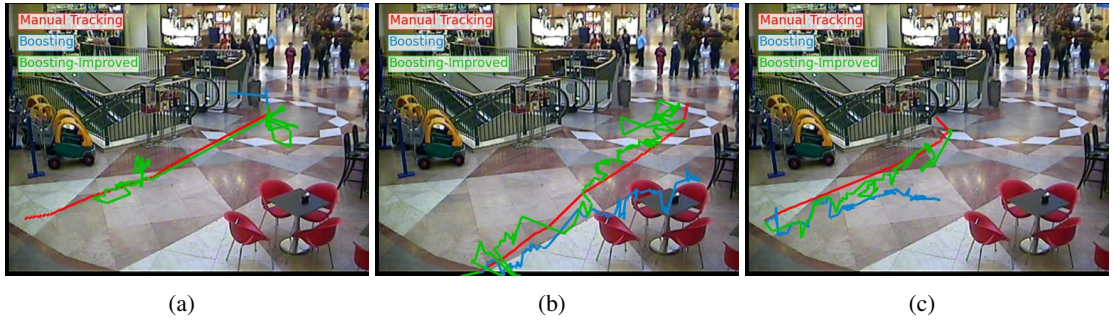 Manual Tracking
Boosting
Boosting-Improved
Manual Tracking
Boosting
Boosting-Improved
Manual Tracking
Boosting
Boosting-Improved
(a)
(b)
(c)